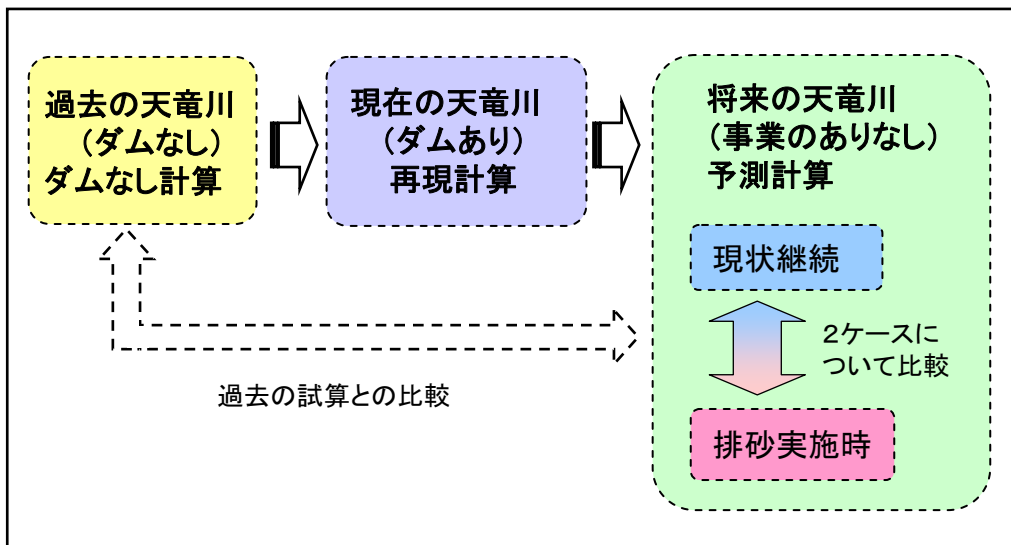 過去の天竜川
(ダムなし)
ダムなし計算
現在の天竜川
(ダムあり)
再現計算
将来の天竜川
(事業のありなし)
予測計算
現状継続
2ケースに
ついて比較
排砂実施時
過去の試算との比較